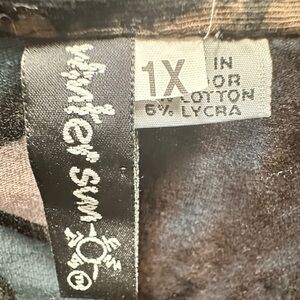 winter sun
®
1X
IN
OR
COTTON
6% LYCRA